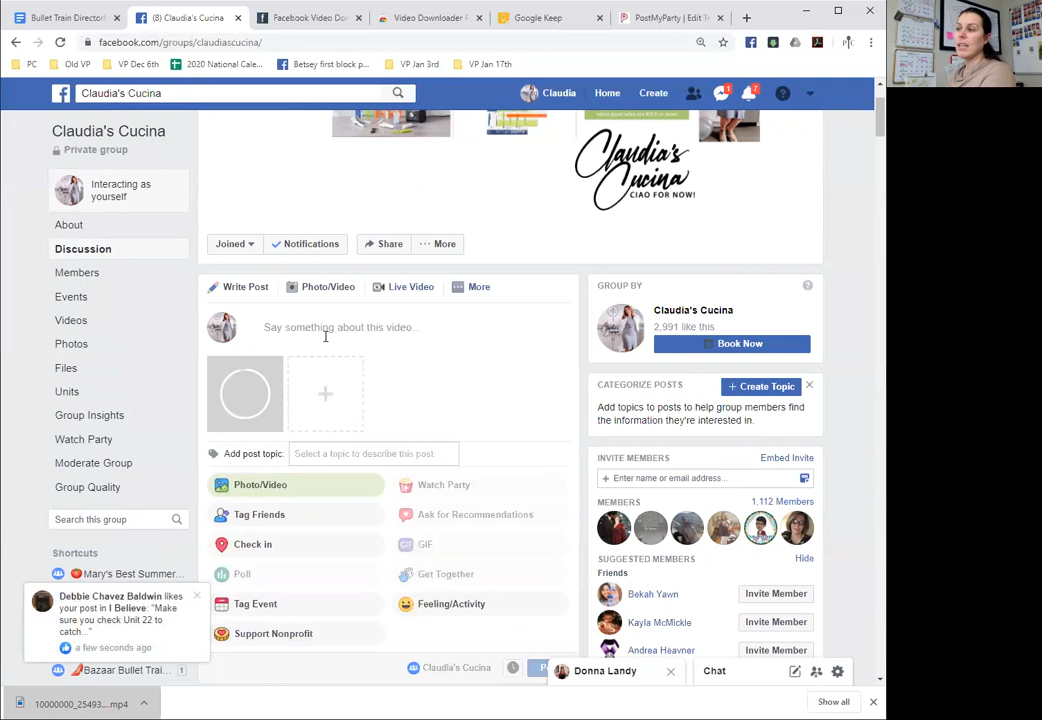 Bullet Train Director
(8) Claudia's Cucina
Facebook Video Do
Video Downloader F
Google Keep
PostMyParty | Edit T
facebook.com/groups/claudiascucina/
PC
Old VP
VP Dec 6th
2020 National Cale...
Betsey first block p...
VP Jan 3rd
VP Jan 17th
Claudia's Cucina
Claudia
Home
Create
1
7
Claudia's Cucina
Private group
Interacting as
yourself
About
Discussion
Members
Events
Videos
Photos
Files
Units
Group Insights
Watch Party
Moderate Group
Group Quality
Search this group
Shortcuts
Mary's Best Summer...
Debbie Chavez Baldwin likes
your post in I Believe: "Make
sure you check Unit 22 to
catch..."
a few seconds ago
Bazaar Bullet Trai...
1
Claudia's
Cucina
CIAO FOR NOW!
Joined
Notifications
Share
More
Write Post
Photo/Video
Live Video
More
Say something about this video...
Add post topic:
Select a topic to describe this post.
Photo/Video
Watch Party
Tag Friends
Ask for Recommendations
Check in
GIF
Poll
Get Together
Tag Event
Feeling/Activity
Support Nonprofit
Claudia's Cucina
GROUP BY
Claudia's Cucina
2,991 like this
Book Now
CATEGORIZE POSTS
+ Create Topic
Add topics to posts to help group members find
the information they're interested in.
INVITE MEMBERS
Embed Invite
+ Enter name or email address...
MEMBERS
1,112 Members
SUGGESTED MEMBERS
Hide
Friends
Bekah Yawn
Invite Member
Kayla McMickle
Invite Member
Andrea Heavner
Invite Member
Donna Landy
Chat
10000000_25493....mp4
Show all